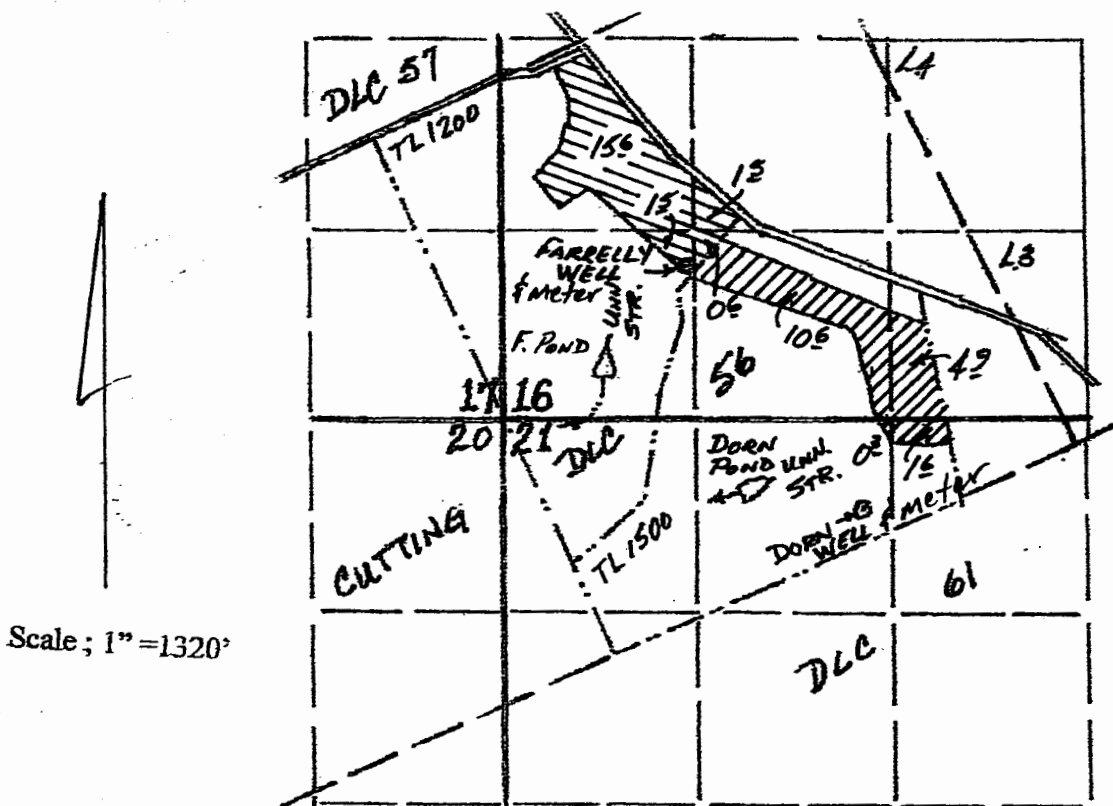 DLC 57
TL 1200
L4
15.6
1.5
1.5
L3
FARRELLY
WELL
& Meter
UNN
STR.
0.6
10.6
F. POND
56
4.9
17 16
20 21
DLC
DORN
POND UNN.
STR.
0.2
1.6
CUTTING
TL 1500
DORN
WELL & meter
61
Scale; 1"=1320'
DLC